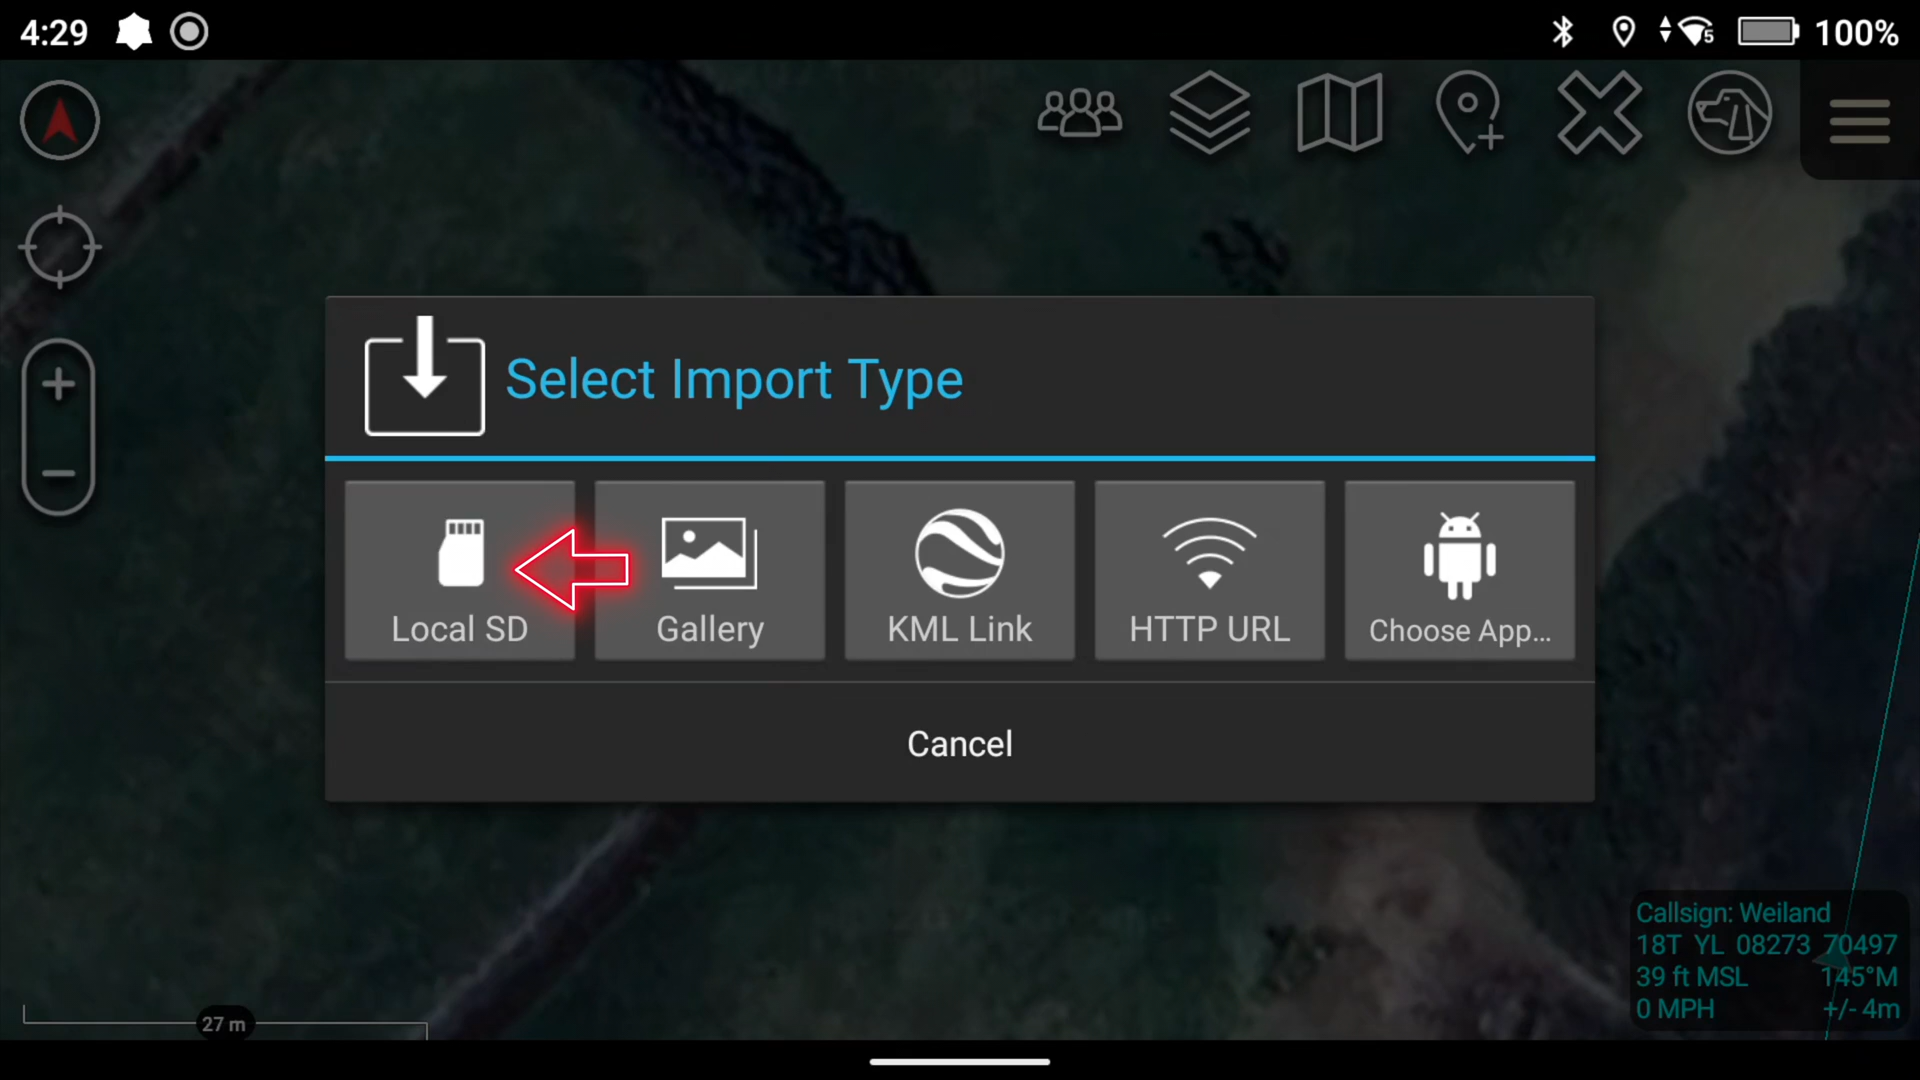 4:29
5 100%
Select Import Type
Local SD
Gallery
KML Link
HTTP URL
Choose App...
Cancel
Callsign: Weiland
18T YL 08273 70497
39 ft MSL 145°M
0 MPH +/- 4m
27 m